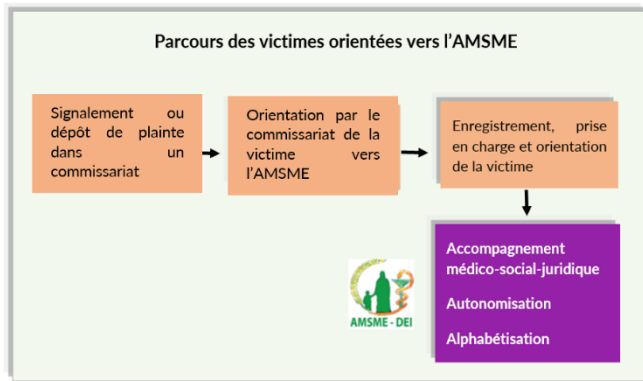 Parcours des victimes orientées vers l'AMSME
Signalement ou
dépôt de plainte
dans un
commissariat
Orientation par le
commissariat de la
victime vers
l'AMSME
Enregistrement, prise
en charge et orientation
de la victime
Accompagnement
médico-social-juridique
Autonomisation
Alphabétisation
AMSME - DEI